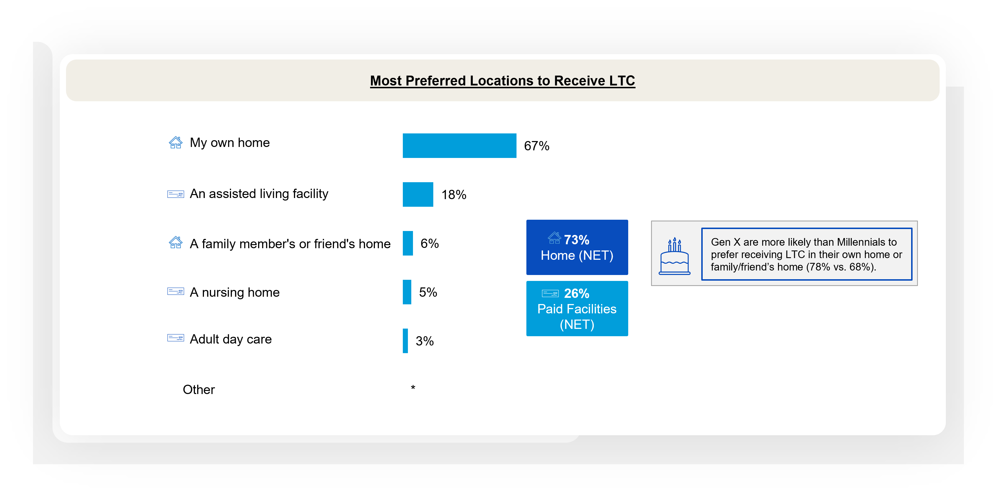 Most Preferred Locations to Receive LTC
My own home 67%
An assisted living facility 18%
A family member's or friend's home 6%
A nursing home 5%
Adult day care 3%
Other *
73%
Home (NET)
26%
Paid Facilities
(NET)
Gen X are more likely than Millennials to
prefer receiving LTC in their own home or
family/friend’s home (78% vs. 68%).